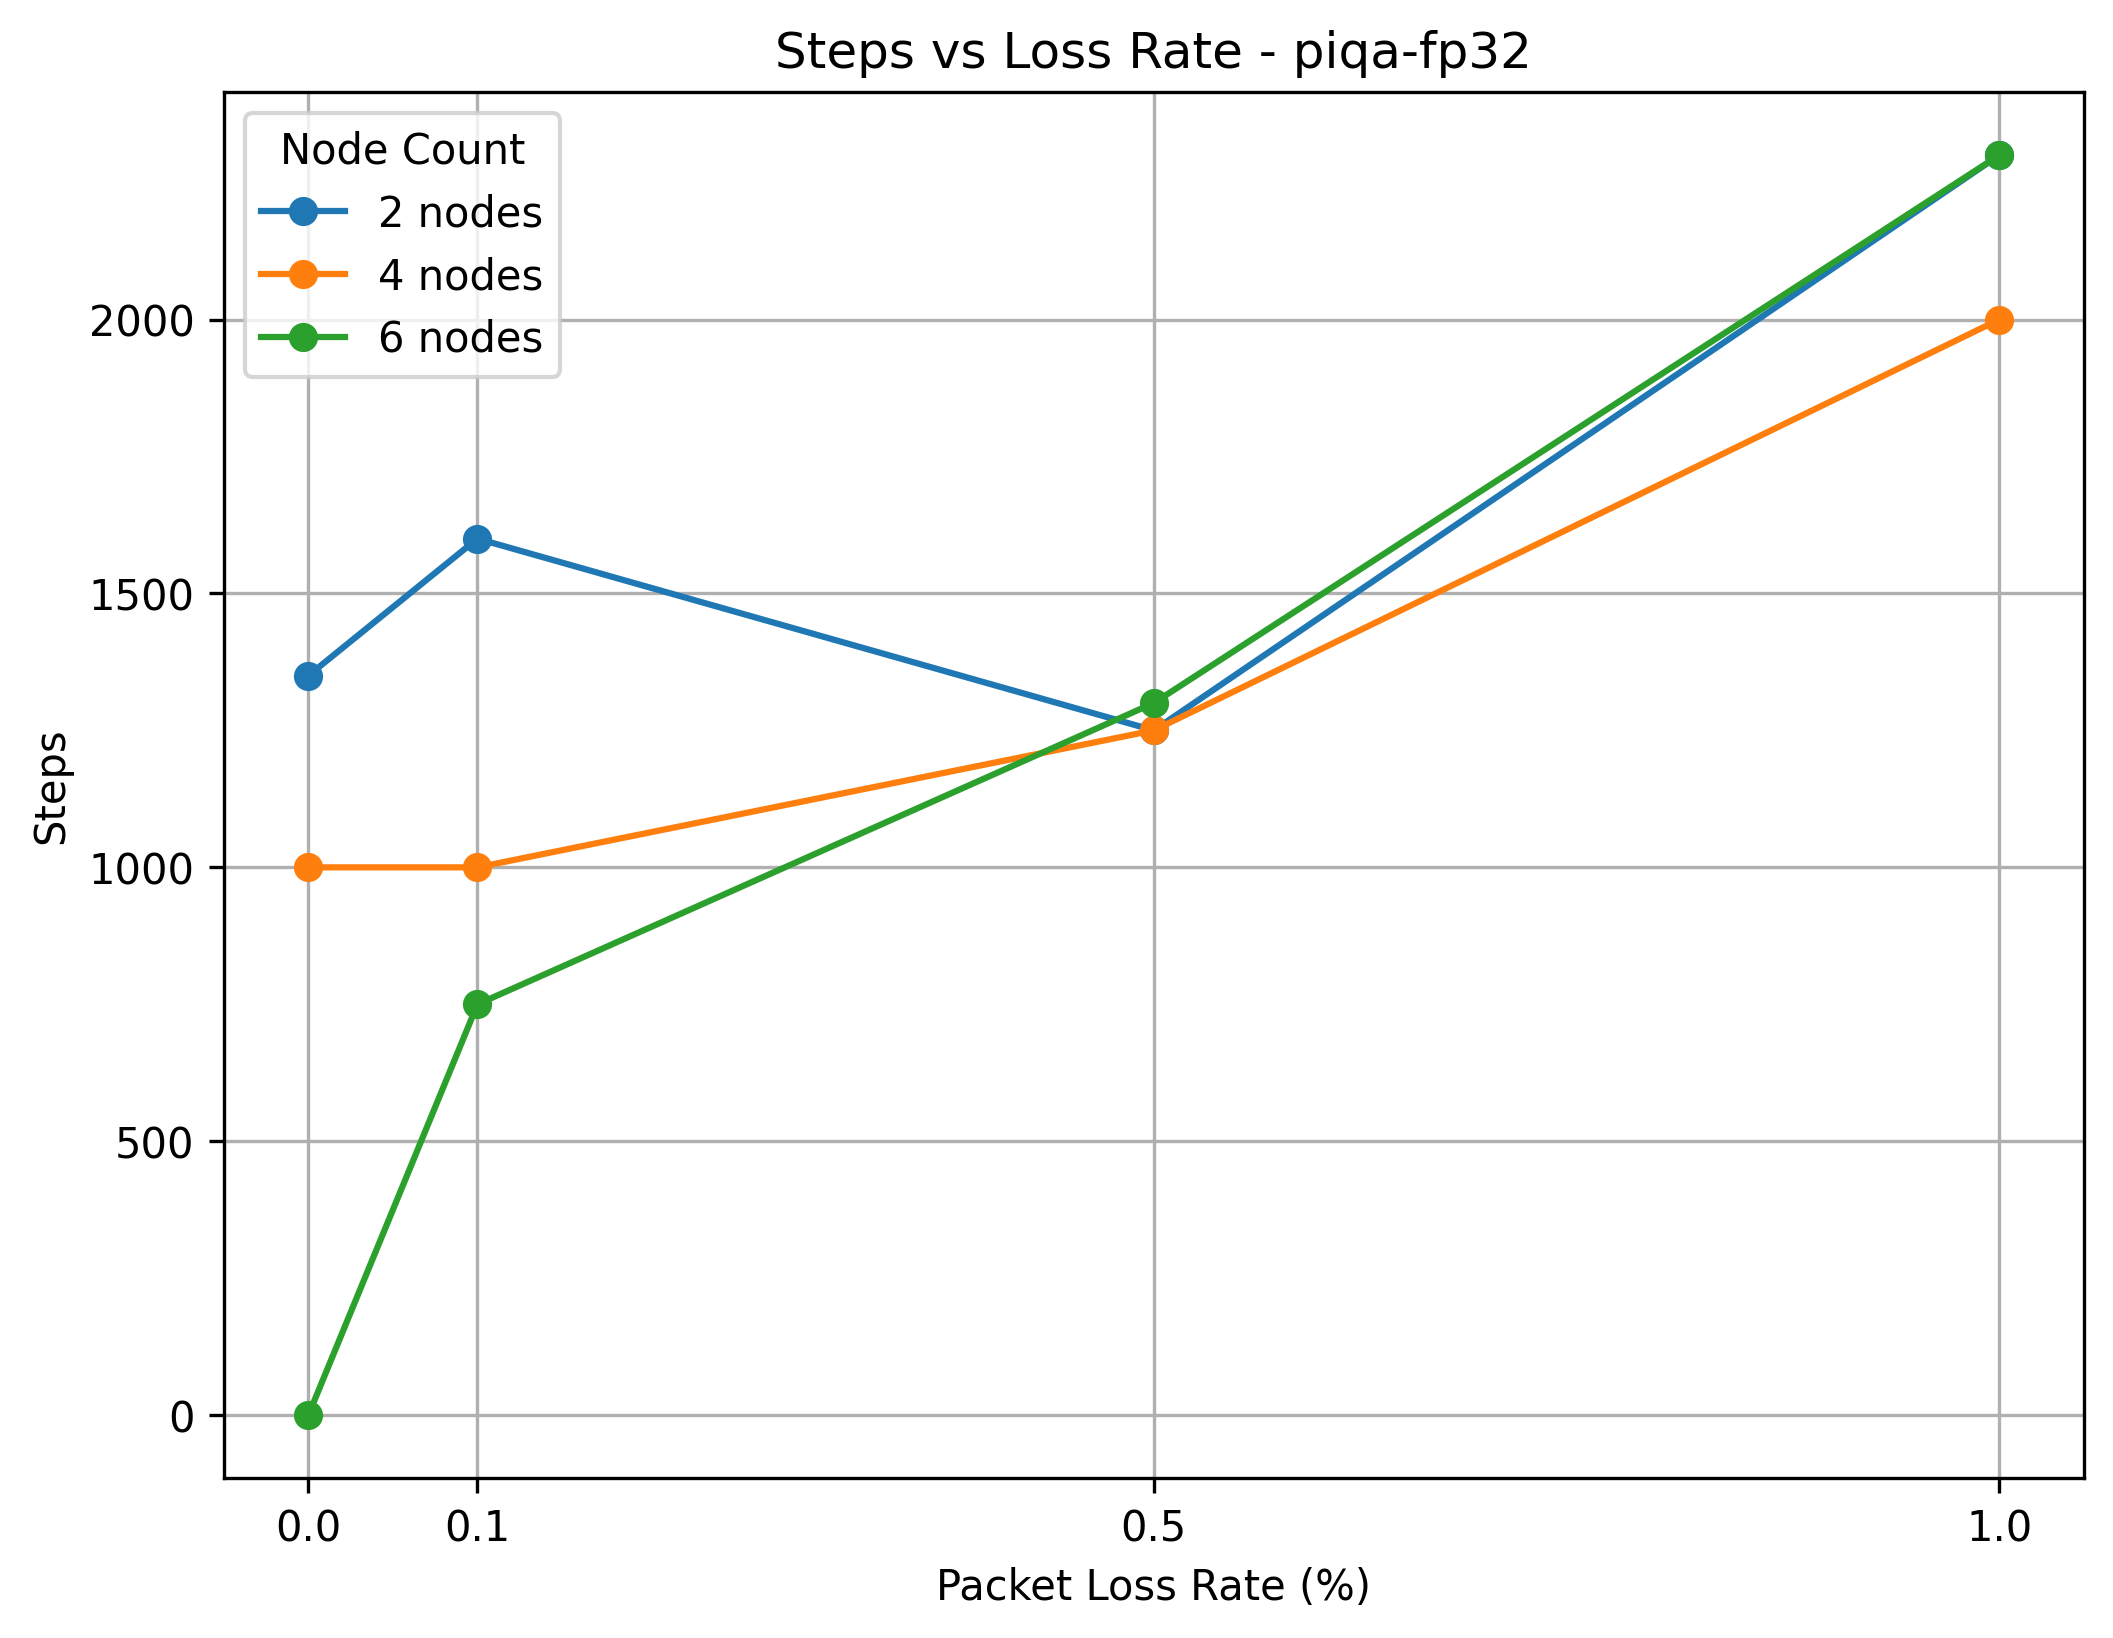 Steps vs Loss Rate - piqa-fp32
Node Count
2 nodes
4 nodes
6 nodes
2000
1500
1000
500
0
Steps
0.0 0.1 0.5 1.0
Packet Loss Rate (%)